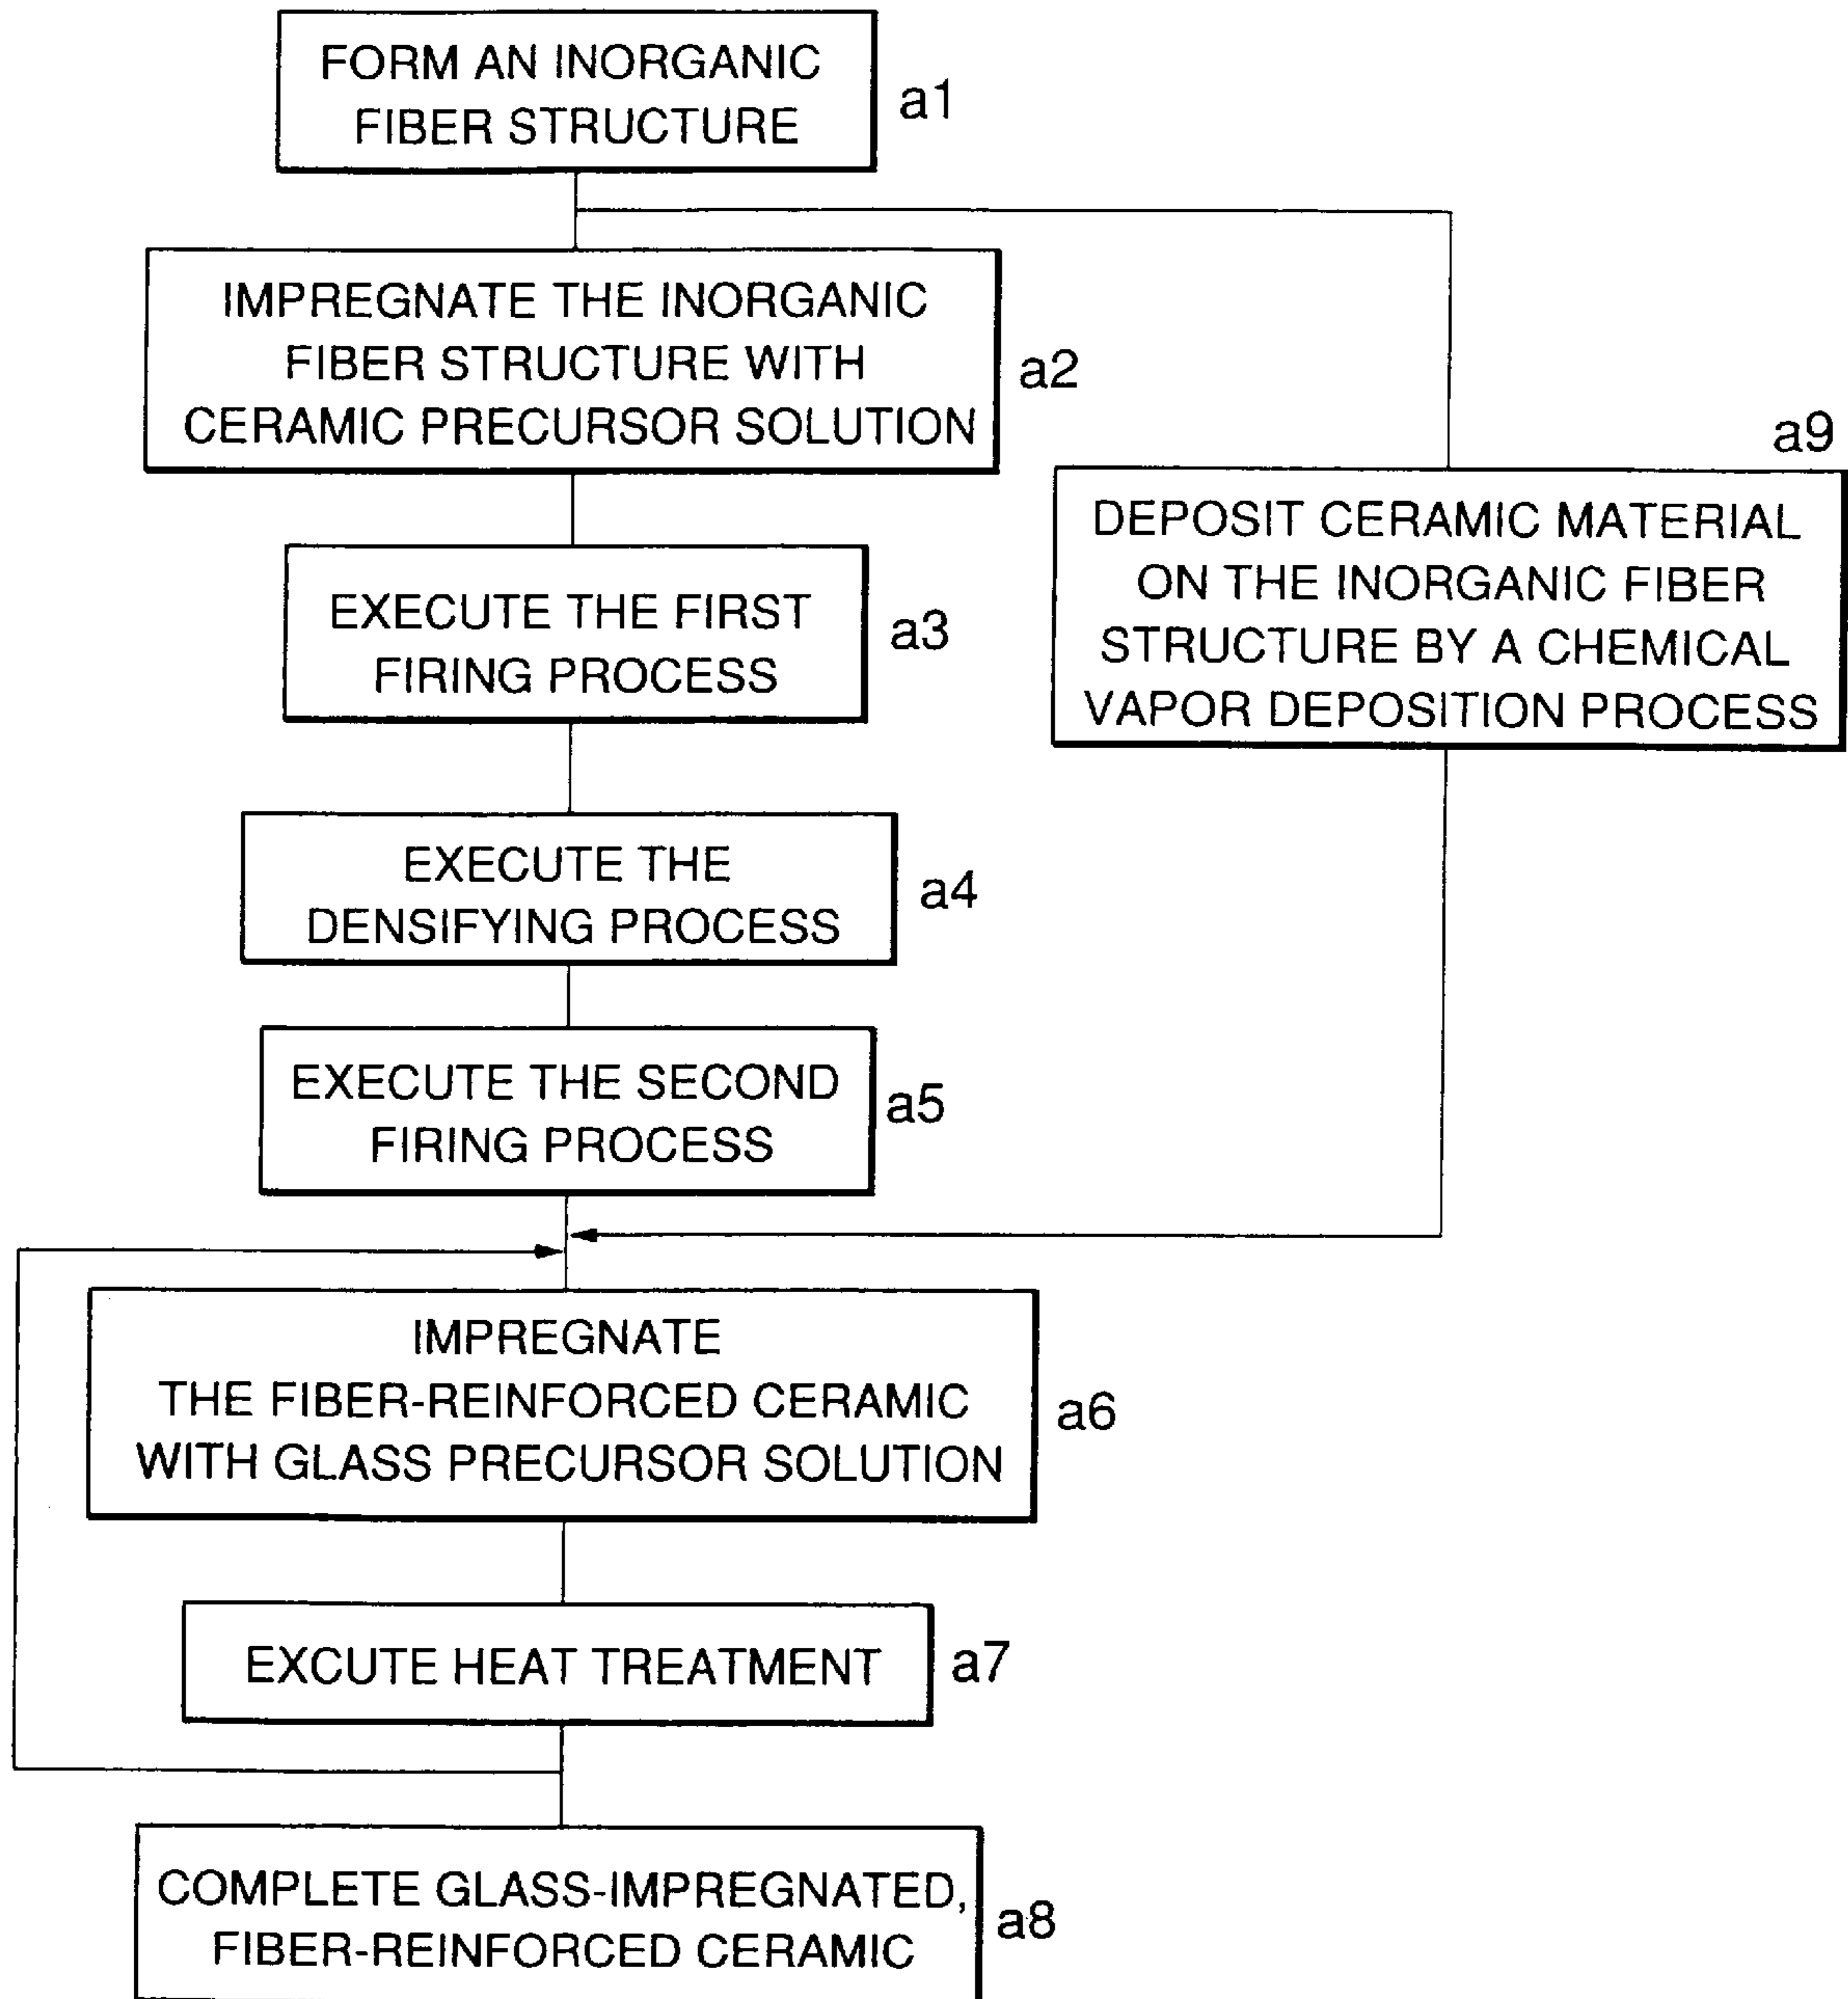 FORM AN INORGANIC
FIBER STRUCTURE
a1
IMPREGNATE THE INORGANIC
FIBER STRUCTURE WITH
CERAMIC PRECURSOR SOLUTION
a2
a9
DEPOSIT CERAMIC MATERIAL
ON THE INORGANIC FIBER
STRUCTURE BY A CHEMICAL
VAPOR DEPOSITION PROCESS
EXECUTE THE FIRST
FIRING PROCESS
a3
EXECUTE THE
DENSIFYING PROCESS
a4
EXECUTE THE SECOND
FIRING PROCESS
a5
IMPREGNATE
THE FIBER-REINFORCED CERAMIC
WITH GLASS PRECURSOR SOLUTION
a6
EXCUTE HEAT TREATMENT
a7
COMPLETE GLASS-IMPREGNATED,
FIBER-REINFORCED CERAMIC
a8